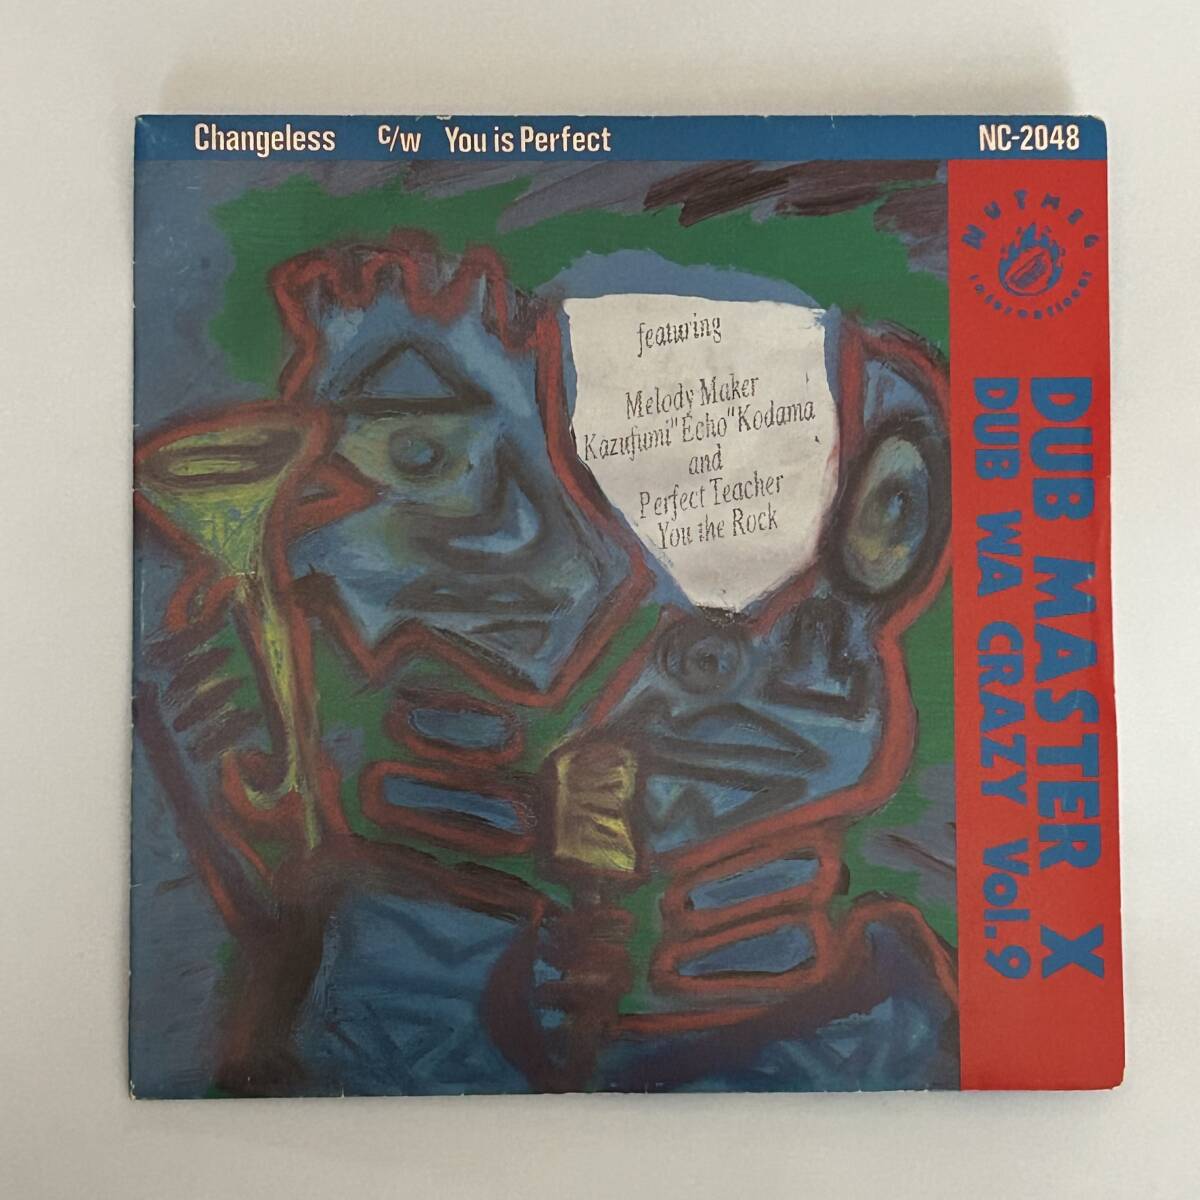 Changeless c/w You is Perfect NC-2048
NUTMEG
international
DUB MASTER X
DUB WA CRAZY Vol.9
featuring
Melody Maker
Kazufumi"Echo"Kodama
and
Perfect Teacher
You the Rock